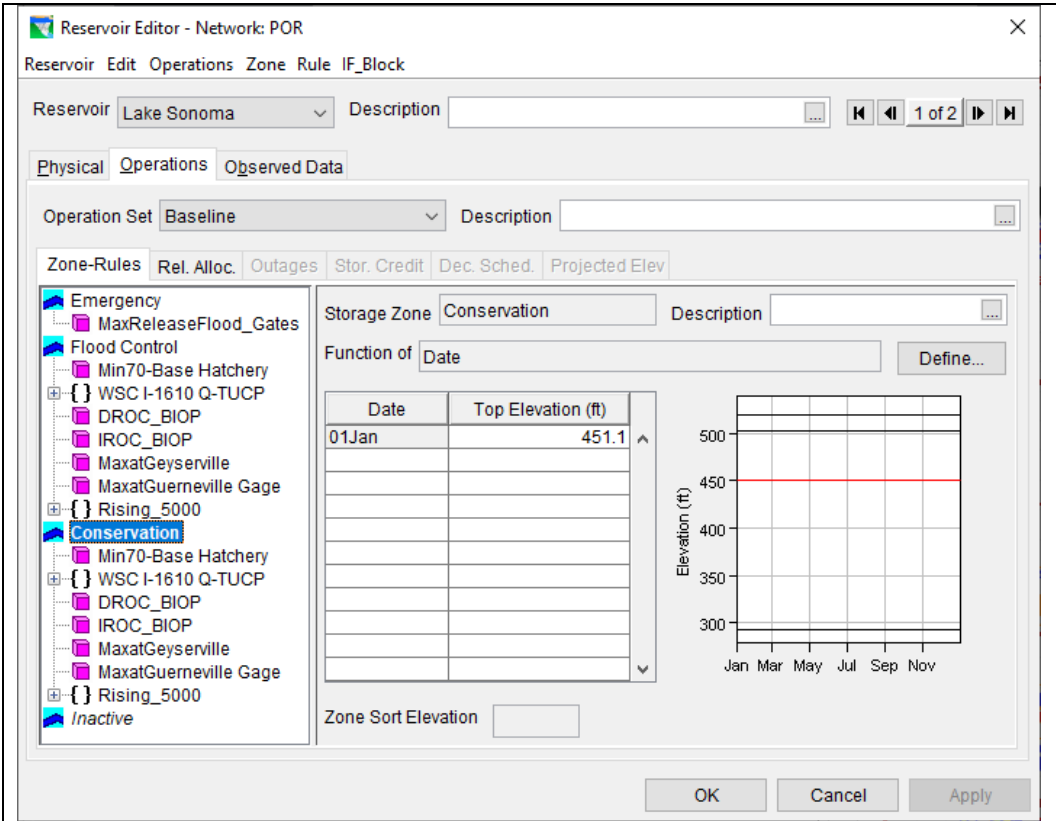 Reservoir Editor - Network: POR
Reservoir Edit Operations Zone Rule IF_Block
Reservoir Lake Sonoma Description ... 1 of 2
Physical Operations Observed Data
Operation Set Baseline Description ...
Zone-Rules Rel. Alloc. Outages Stor. Credit Dec. Sched. Projected Elev
Emergency
MaxReleaseFlood_Gates
Flood Control
Min70-Base Hatchery
{ } WSC I-1610 Q-TUCP
DROC_BIOP
IROC_BIOP
MaxatGeyserville
MaxatGuerneville Gage
{ } Rising_5000
Conservation
Min70-Base Hatchery
{ } WSC I-1610 Q-TUCP
DROC_BIOP
IROC_BIOP
MaxatGeyserville
MaxatGuerneville Gage
{ } Rising_5000
Inactive
Storage Zone Conservation Description ...
Function of Date Define...
Date Top Elevation (ft)
01Jan 451.1
Elevation (ft)
500
450
400
350
300
Jan Mar May Jul Sep Nov
Zone Sort Elevation
OK Cancel Apply